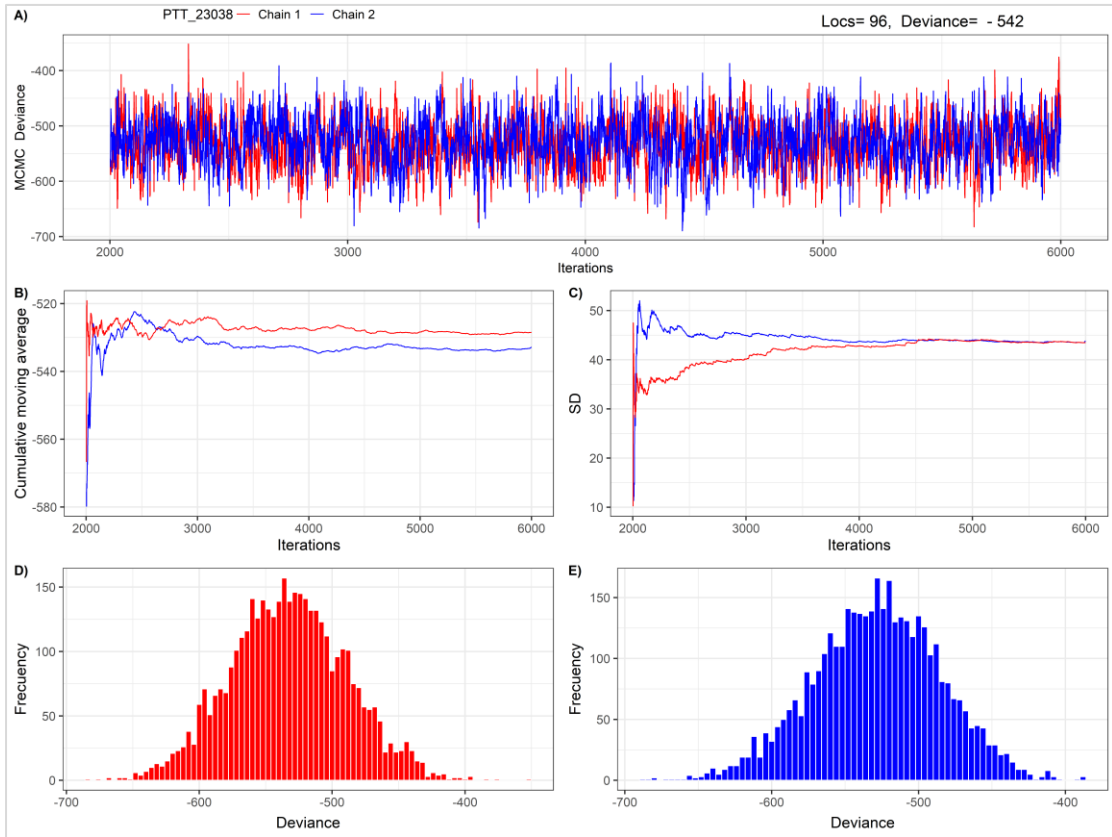 A) PTT_23038 Chain 1 Chain 2 Locs= 96, Deviance= - 542
MCMC Deviance
-400
-500
-600
-700
2000 3000 4000 5000 6000
Iterations
B)
Cumulative moving average
-520
-540
-560
-580
2000 3000 4000 5000 6000
Iterations
C)
SD
50
40
30
20
10
2000 3000 4000 5000 6000
Iterations
D)
Frecuency
150
100
50
0
-700 -600 -500 -400
Deviance
E)
Frecuency
150
100
50
0
-700 -600 -500 -400
Deviance